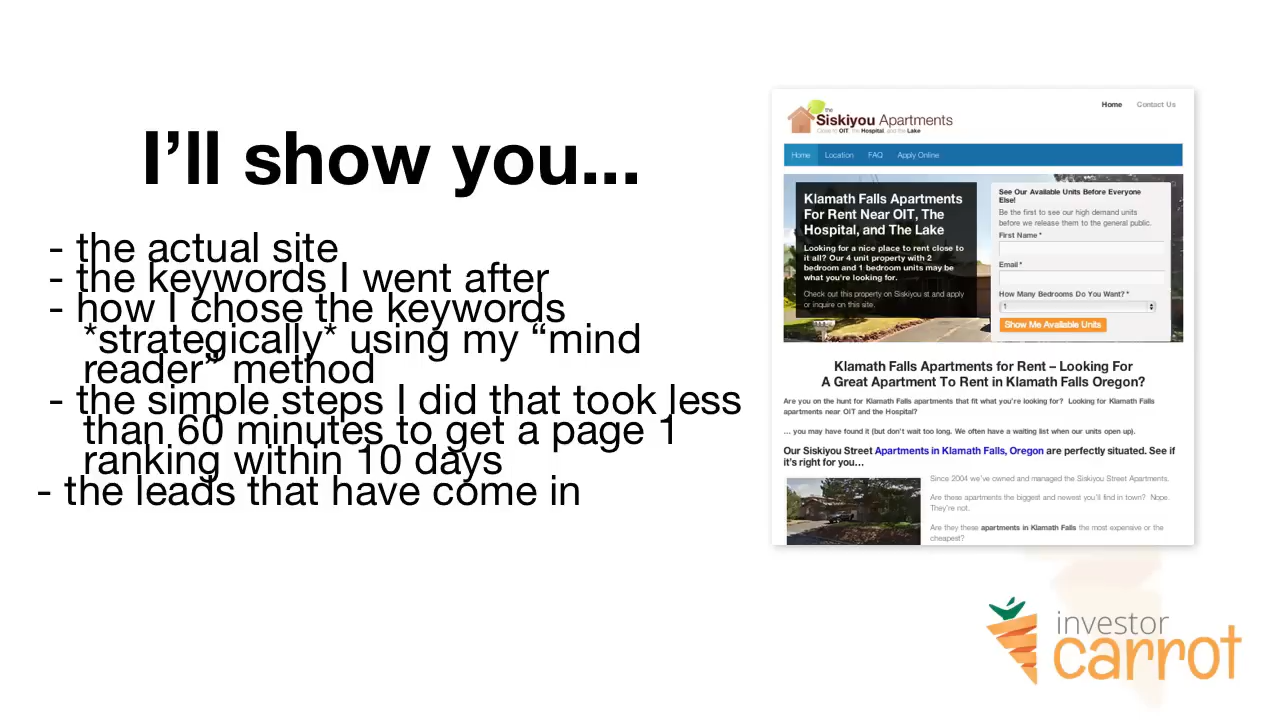 I’ll show you...
- the actual site
- the keywords I went after
- how I chose the keywords
*strategically* using my “mind
reader” method
- the simple steps I did that took less
than 60 minutes to get a page 1
ranking within 10 days
- the leads that have come in
Home Contact Us
the
Siskiyou Apartments
Close to OIT, The Hospital, and the Lake
Home Location FAQ Apply Online
Klamath Falls Apartments
For Rent Near OIT, The
Hospital, and The Lake
Looking for a nice place to rent close to
it all? Our 4 unit property with 2
bedroom and 1 bedroom units may be
what you're looking for.
Check out this property on Siskiyou st and apply
or inquire on this site.
See Our Available Units Before Everyone
Else!
Be the first to see our high demand units
before we release them to the general public.
First Name *
Email *
How Many Bedrooms Do You Want? *
1
Show Me Available Units
Klamath Falls Apartments for Rent – Looking For
A Great Apartment To Rent in Klamath Falls Oregon?
Are you on the hunt for Klamath Falls apartments that fit what you're looking for? Looking for Klamath Falls
apartments near OIT and the Hospital?
... you may have found it (but don't wait too long. We often have a waiting list when our units open up).
Our Siskiyou Street Apartments in Klamath Falls, Oregon are perfectly situated. See if
it's right for you…
Since 2004 we've owned and managed the Siskiyou Street Apartments.
Are these apartments the biggest and newest you'll find in town? Nope.
They're not.
Are they these apartments in Klamath Falls the most expensive or the
cheapest?
investor
carrot